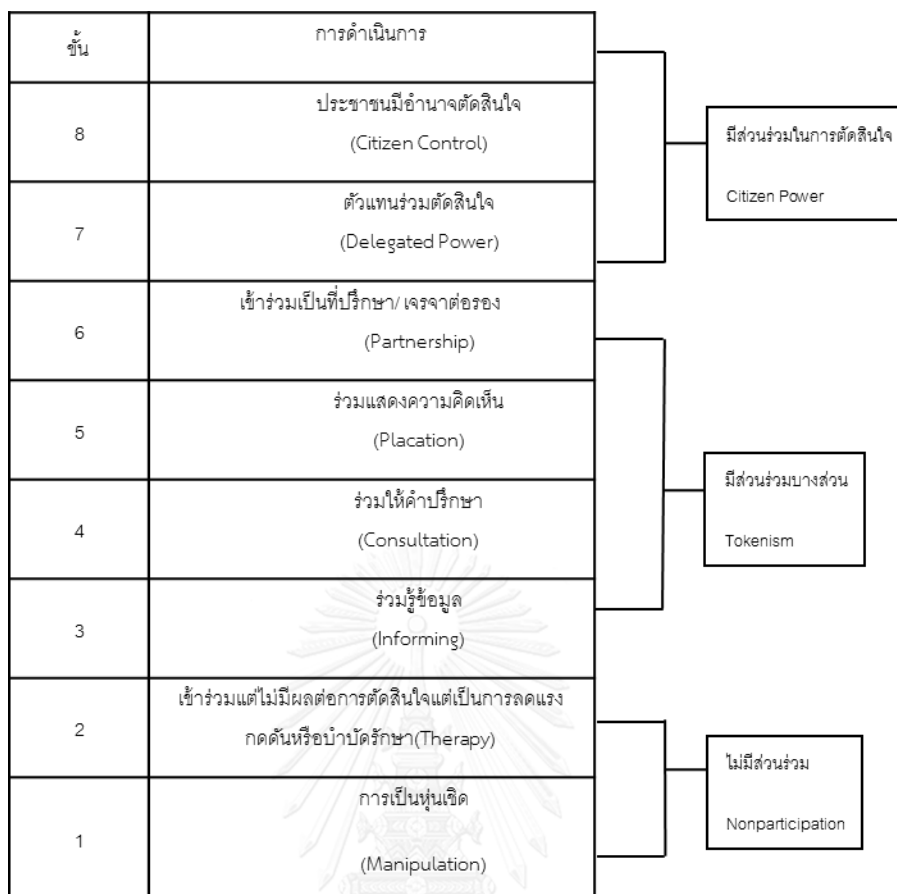 ขั้น
การดำเนินการ
8
ประชาชนมีอำนาจตัดสินใจ
(Citizen Control)
7
ตัวแทนร่วมตัดสินใจ
(Delegated Power)
มีส่วนร่วมในการตัดสินใจ
Citizen Power
6
เข้าร่วมเป็นที่ปรึกษา/ เจรจาต่อรอง
(Partnership)
5
ร่วมแสดงความคิดเห็น
(Placation)
4
ร่วมให้คำปรึกษา
(Consultation)
3
ร่วมรู้ข้อมูล
(Informing)
มีส่วนร่วมบางส่วน
Tokenism
2
เข้าร่วมแต่ไม่มีผลต่อการตัดสินใจแต่เป็นการลดแรง
กดดันหรือบำบัดรักษา(Therapy)
1
การเป็นหุ่นเชิด
(Manipulation)
ไม่มีส่วนร่วม
Nonparticipation